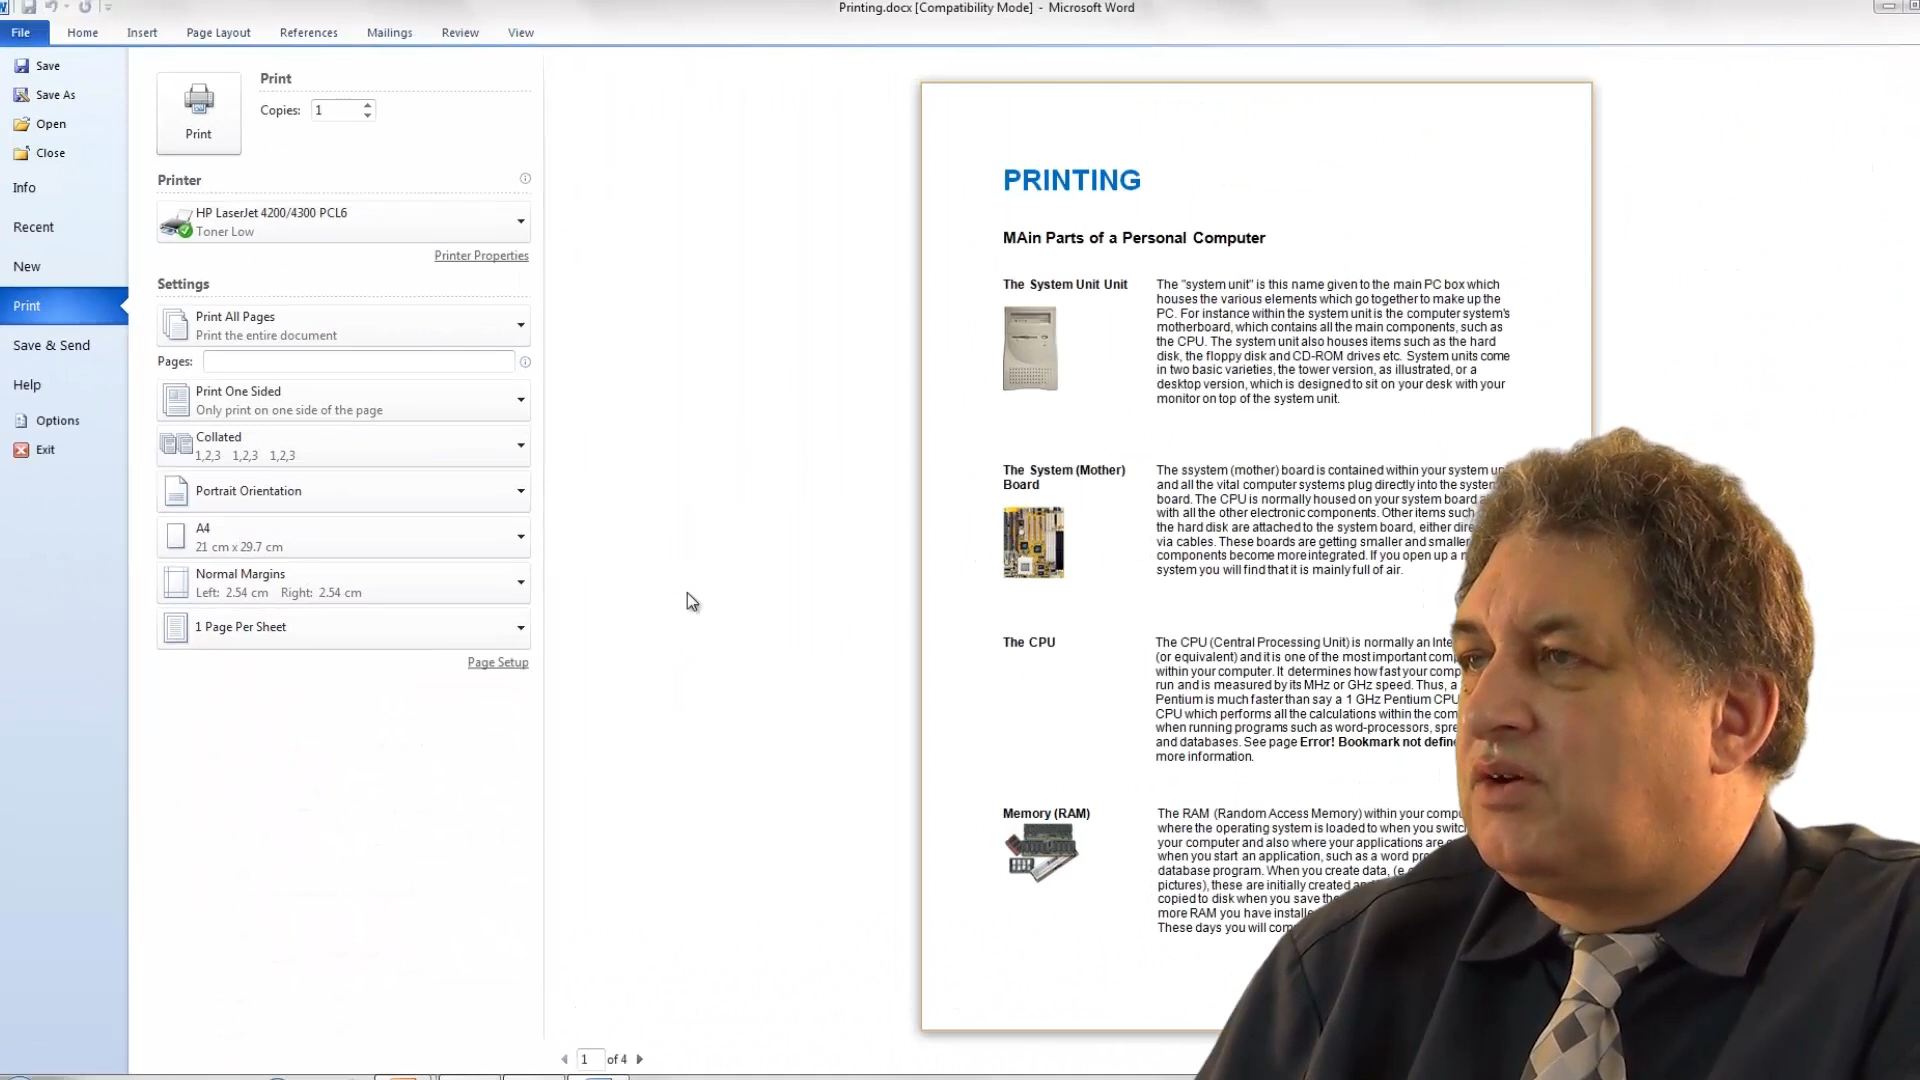 Printing.docx [Compatibility Mode] - Microsoft Word
File Home Insert Page Layout References Mailings Review View
Save
Save As
Open
Close
Info
Recent
New
Print
Save & Send
Help
Options
Exit
Print
Print
Copies: 1
Printer
HP LaserJet 4200/4300 PCL6
Toner Low
Printer Properties
Settings
Print All Pages
Print the entire document
Pages:
Print One Sided
Only print on one side of the page
Collated
1,2,3 1,2,3 1,2,3
Portrait Orientation
A4
21 cm x 29.7 cm
Normal Margins
Left: 2.54 cm Right: 2.54 cm
1 Page Per Sheet
Page Setup
PRINTING
MAin Parts of a Personal Computer
The System Unit Unit
The "system unit" is this name given to the main PC box which
houses the various elements which go together to make up the
PC. For instance within the system unit is the computer system's
motherboard, which contains all the main components, such as
the CPU. The system unit also houses items such as the hard
disk, the floppy disk and CD-ROM drives etc. System units come
in two basic varieties, the tower version, as illustrated, or a
desktop version, which is designed to sit on your desk with your
monitor on top of the system unit.
The System (Mother)
Board
The ssystem (mother) board is contained within your system
and all the vital computer systems plug directly into the system
board. The CPU is normally housed on your system board
with all the other electronic components. Other items such
the hard disk are attached to the system board, either
via cables. These boards are getting smaller and smaller
components become more integrated. If you open up a
system you will find that it is mainly full of air.
The CPU
The CPU (Central Processing Unit) is normally an
(or equivalent) and it is one of the most important
within your computer. It determines how fast your
run and is measured by its MHz or GHz speed. Thus, a
Pentium is much faster than say a 1 GHz Pentium CPU
CPU which performs all the calculations within the
when running programs such as word-processors,
and databases. See page Error! Bookmark not
more information.
Memory (RAM)
The RAM (Random Access Memory) within your
where the operating system is loaded to when you
your computer and also where your applications are
when you start an application, such as a word
database program. When you create data,
pictures), these are initially created
copied to disk when you save
more RAM you have
These days you will
1 of 4